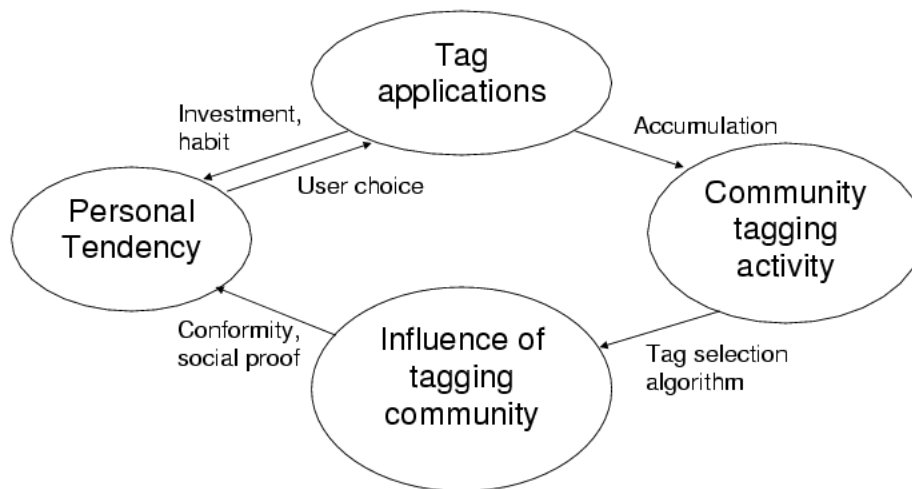 Tag
applications
Investment,
habit
Accumulation
User choice
Personal
Tendency
Community
tagging
activity
Conformity,
social proof
Influence of
tagging
community
Tag selection
algorithm